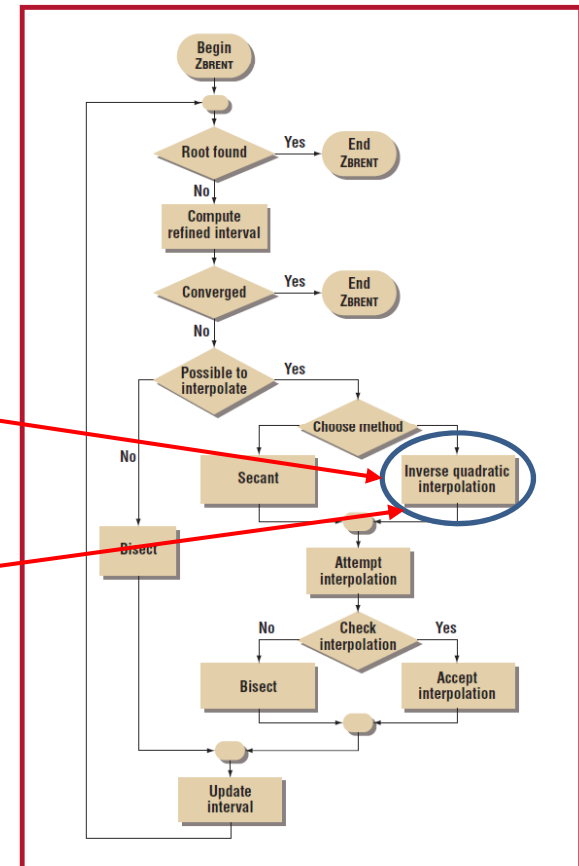 Begin
ZBRENT
Root found
Yes
End
ZBRENT
No
Compute
refined interval
Converged
Yes
End
ZBRENT
No
Possible to
interpolate
Yes
Choose method
No
Secant
Inverse quadratic
interpolation
Bisect
Attempt
interpolation
No
Check
interpolation
Yes
Bisect
Accept
interpolation
Update
interval